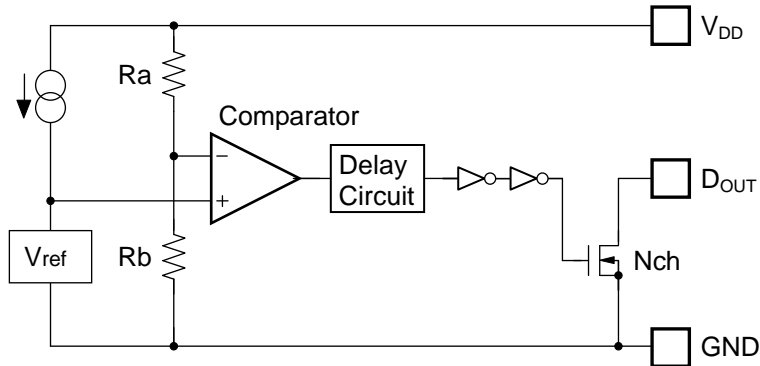 V_DD
Ra
Comparator
−
Delay
Circuit
+
D_OUT
Vref
Rb
Nch
GND